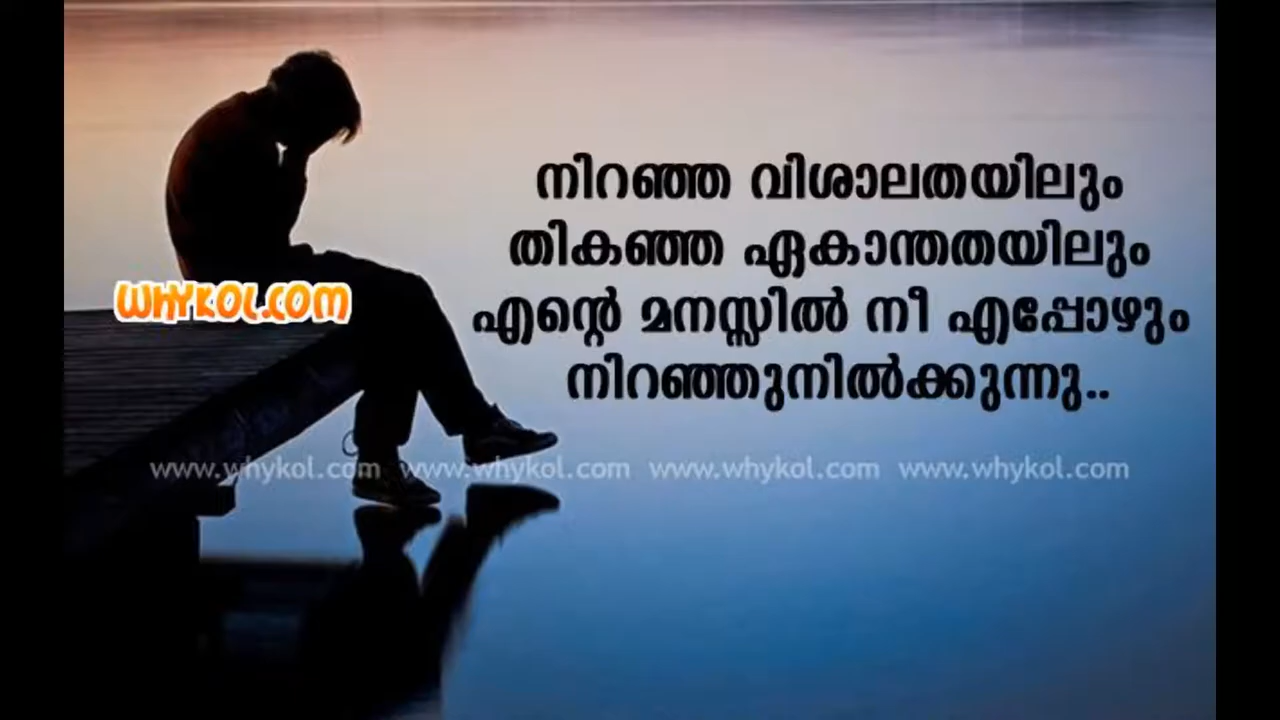 നിറഞ്ഞ വിശാലതയിലും
തികഞ്ഞ ഏകാന്തതയിലും
എന്റെ മനസ്സിൽ നീ എപ്പോഴും
നിറഞ്ഞുനിൽക്കുന്നു..
WHYKOL.COM
www.whykol.com www.whykol.com www.whykol.com www.whykol.com